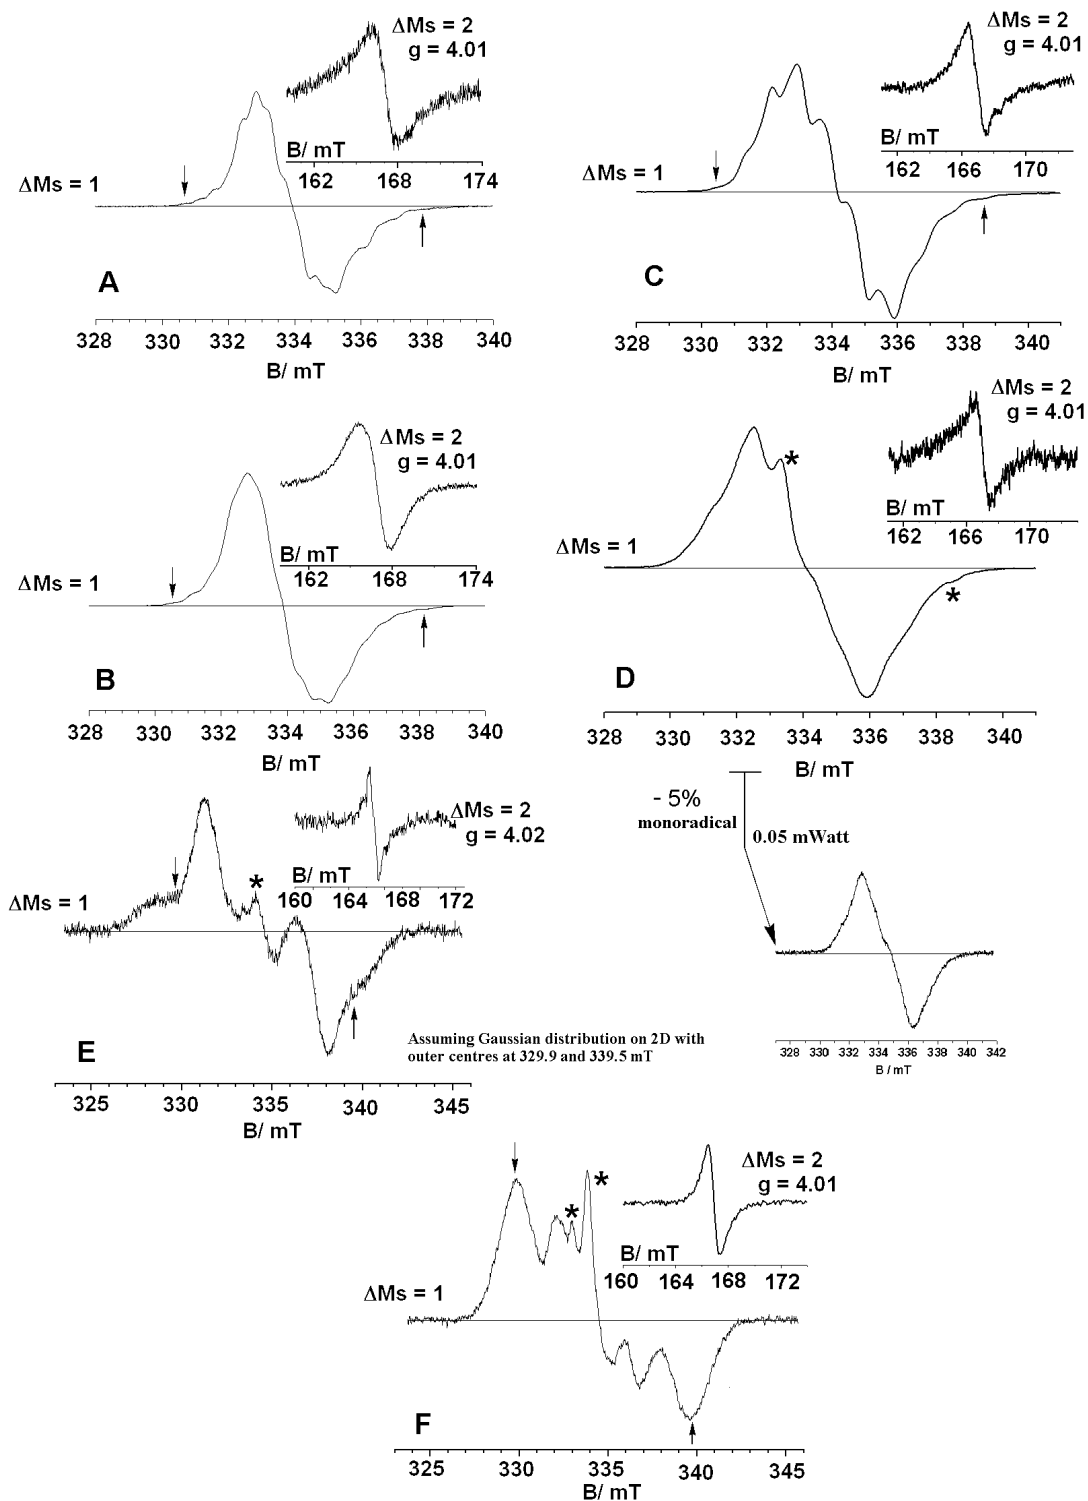 ΔMs = 2
g = 4.01
B/ mT
162 168 174
ΔMs = 1
A
328 330 332 334 336 338 340
B/ mT
ΔMs = 2
g = 4.01
B/ mT
162 166 170
ΔMs = 1
C
328 330 332 334 336 338 340
B/ mT
ΔMs = 2
g = 4.01
B/ mT
162 168 174
ΔMs = 1
B
328 330 332 334 336 338 340
B/ mT
ΔMs = 2
g = 4.01
B/ mT
162 166 170
*
ΔMs = 1
*
D
328 330 332 334 336 338 340
B/ mT
- 5%
monoradical
0.05 mWatt
328 330 332 334 336 338 340 342
B / mT
ΔMs = 2
g = 4.02
B/ mT
160 164 168 172
*
ΔMs = 1
E
Assuming Gaussian distribution on 2D with
outer centres at 329.9 and 339.5 mT
325 330 335 340 345
B/ mT
ΔMs = 2
g = 4.01
B/ mT
160 164 168 172
* *
ΔMs = 1
F
325 330 335 340 345
B/ mT